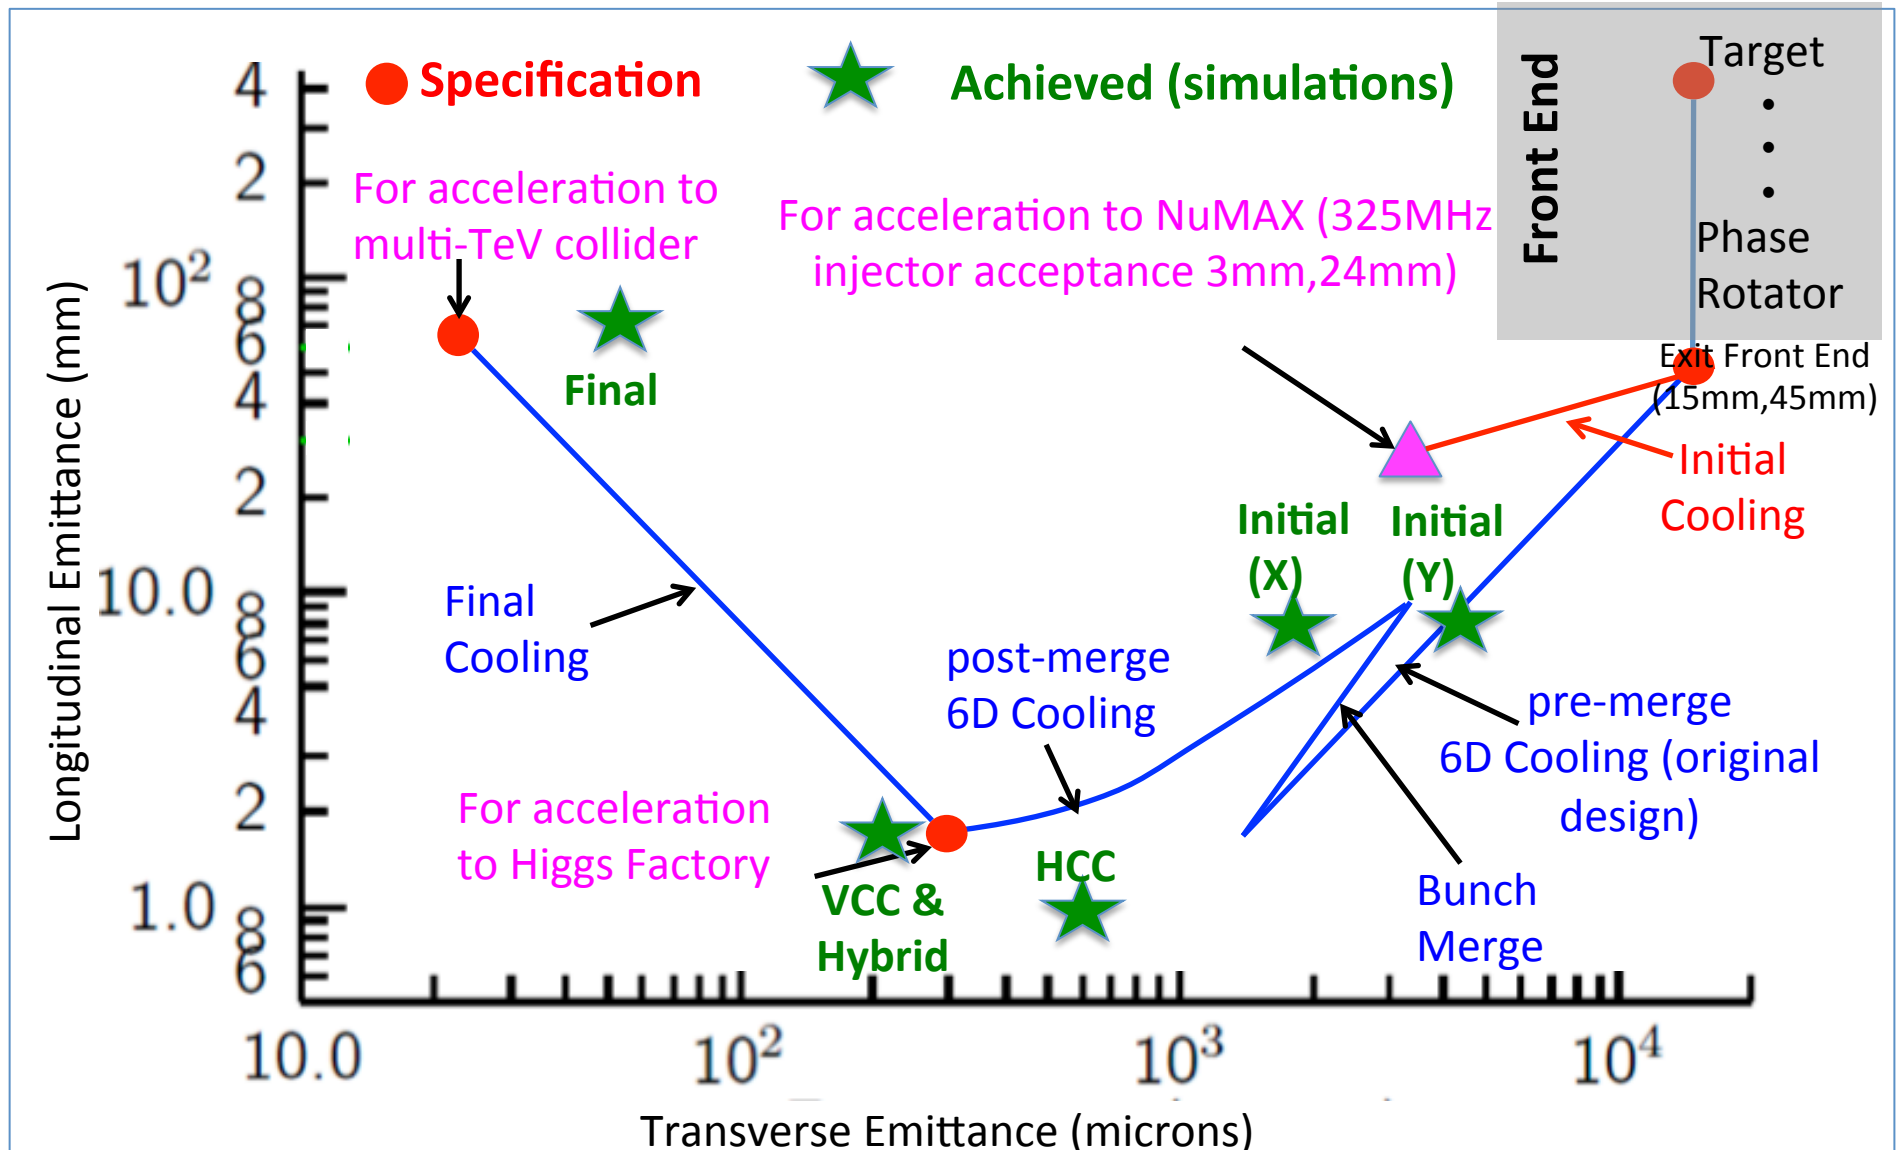 Specification
Achieved (simulations)
Front End
Target
Phase
Rotator
For acceleration to
multi-TeV collider
For acceleration to NuMAX (325MHz
injector acceptance 3mm,24mm)
Exit Front End
(15mm,45mm)
Final
Initial
Cooling
Initial
(X)
Initial
(Y)
Final
Cooling
post-merge
6D Cooling
pre-merge
6D Cooling (original
design)
For acceleration
to Higgs Factory
VCC &
Hybrid
HCC
Bunch
Merge
Longitudinal Emittance (mm)
4
2
10²
8
6
4
2
10.0
8
6
4
2
1.0
8
6
10.0
10²
10³
10⁴
Transverse Emittance (microns)